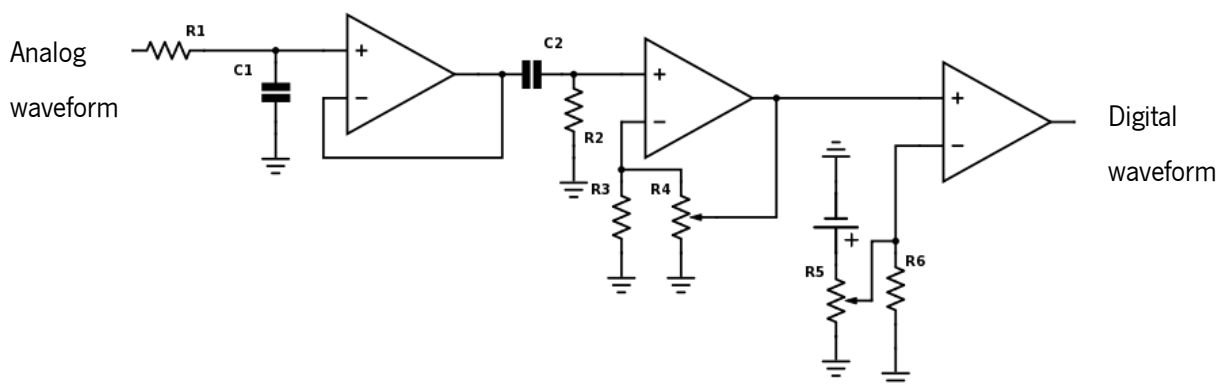 Analog
waveform
R1
C1
+
−
C2
R2
+
−
R3
R4
+
R5
R6
+
−
Digital
waveform